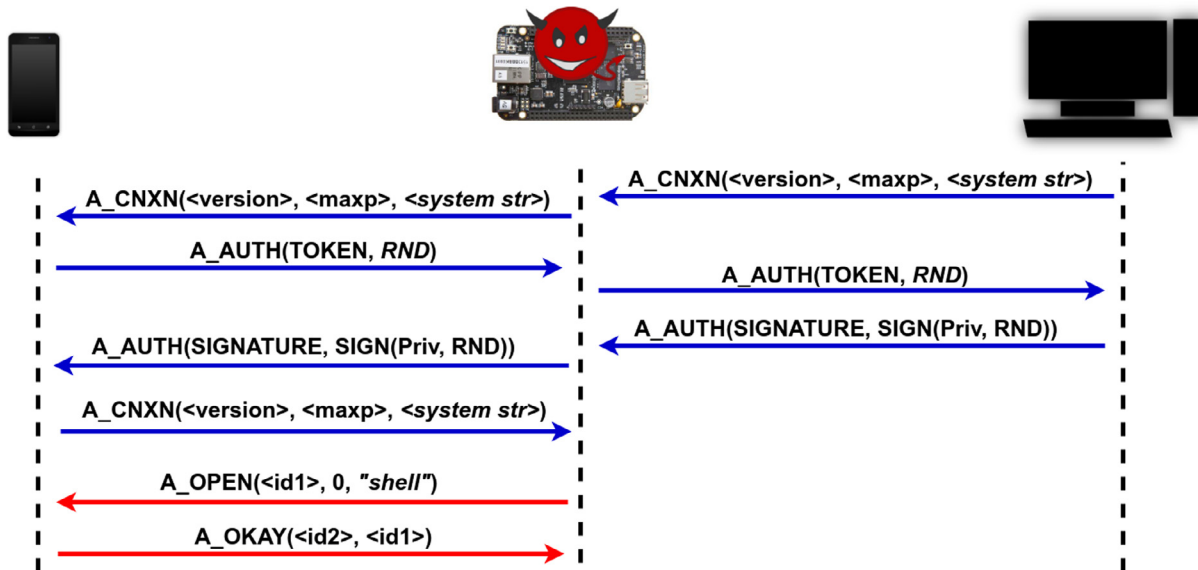 A_CNXN(<version>, <maxp>, <system str>)
A_CNXN(<version>, <maxp>, <system str>)
A_AUTH(TOKEN, RND)
A_AUTH(TOKEN, RND)
A_AUTH(SIGNATURE, SIGN(Priv, RND))
A_AUTH(SIGNATURE, SIGN(Priv, RND))
A_CNXN(<version>, <maxp>, <system str>)
A_OPEN(<id1>, 0, "shell")
A_OKAY(<id2>, <id1>)